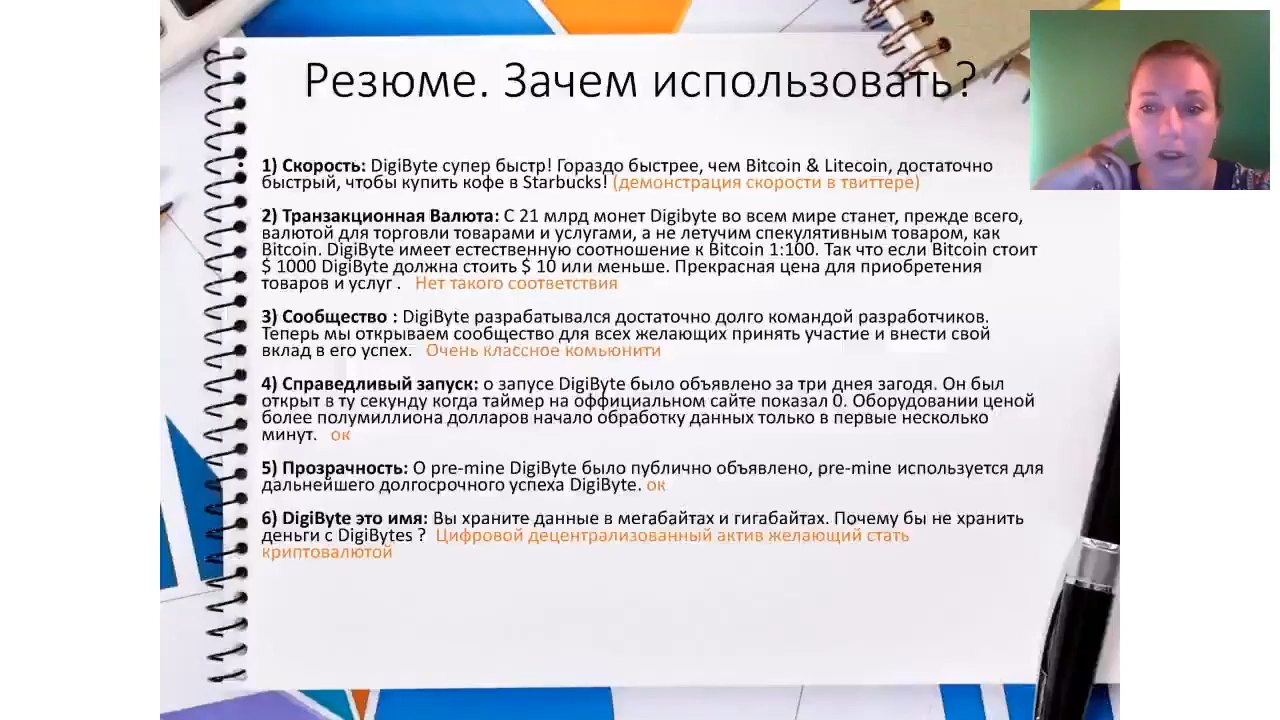 Резюме. Зачем использовать?
• 1) Скорость: DigiByte супер быстр! Гораздо быстрее, чем Bitcoin & Litecoin, достаточно
быстрый, чтобы купить кофе в Starbucks! (демонстрация скорости в твиттере)
2) Транзакционная Валюта: С 21 млрд монет Digibyte во всем мире станет, прежде всего,
валютой для торговли товарами и услугами, а не летучим спекулятивным товаром, как
Bitcoin. DigiByte имеет естественную соотношение к Bitcoin 1:100. Так что если Bitcoin стоит
$ 1000 DigiByte должна стоить $ 10 или меньше. Прекрасная цена для приобретения
товаров и услуг . Нет такого соответствия
3) Сообщество : DigiByte разрабатывался достаточно долго командой разработчиков.
Теперь мы открываем сообщество для всех желающих принять участие и внести свой
вклад в его успех. Очень классное комьюнити
4) Справедливый запуск: о запусе DigiByte было объявлено за три днея загодя. Он был
открыт в ту секунду когда таймер на оффициальном сайте показал 0. Оборудовании ценой
более полумиллиона долларов начало обработку данных только в первые несколько
минут. ок
5) Прозрачность: О pre-mine DigiByte было публично объявлено, pre-mine используется для
дальнейшего долгосрочного успеха DigiByte. ок
6) DigiByte это имя: Вы храните данные в мегабайтах и гигабайтах. Почему бы не хранить
деньги с DigiBytes ? Цифровой децентрализованный актив желающий стать
криптовалютой